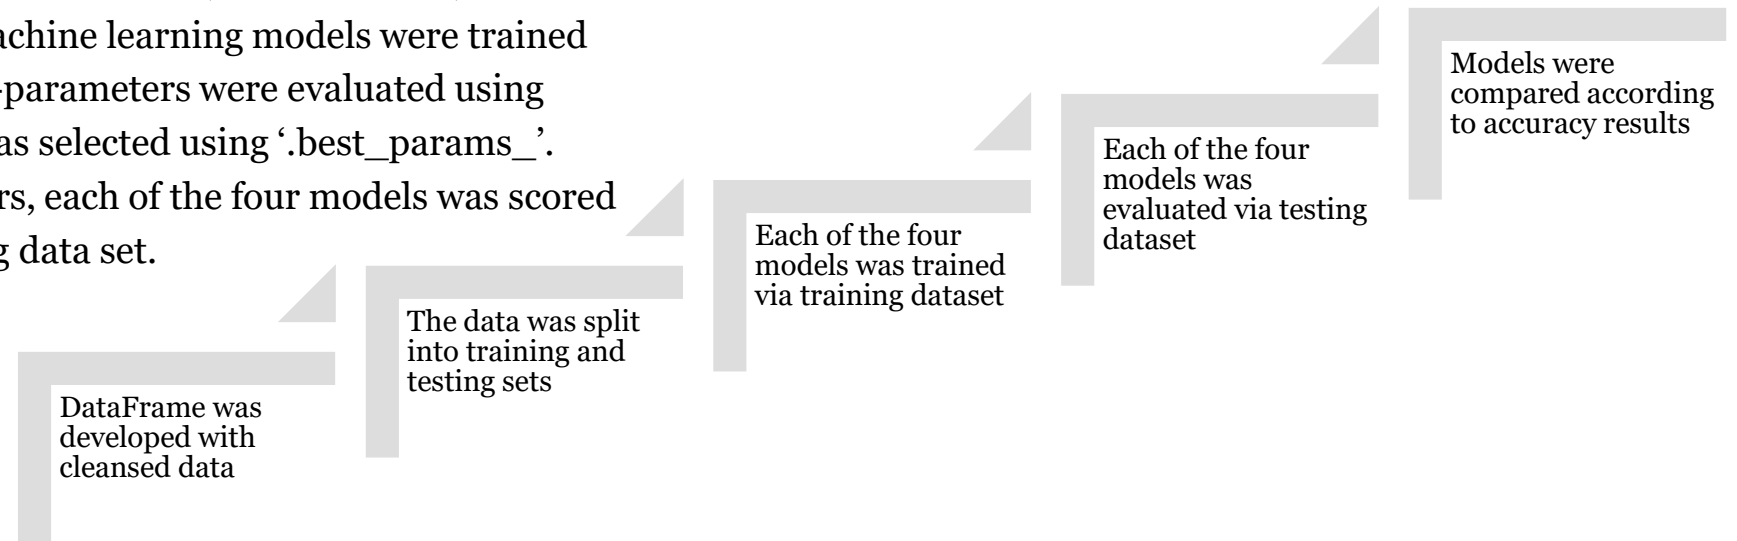 achine learning models were trained
-parameters were evaluated using
as selected using ‘.best_params_’.
rs, each of the four models was scored
g data set.
DataFrame was
developed with
cleansed data
The data was split
into training and
testing sets
Each of the four
models was trained
via training dataset
Each of the four
models was
evaluated via testing
dataset
Models were
compared according
to accuracy results